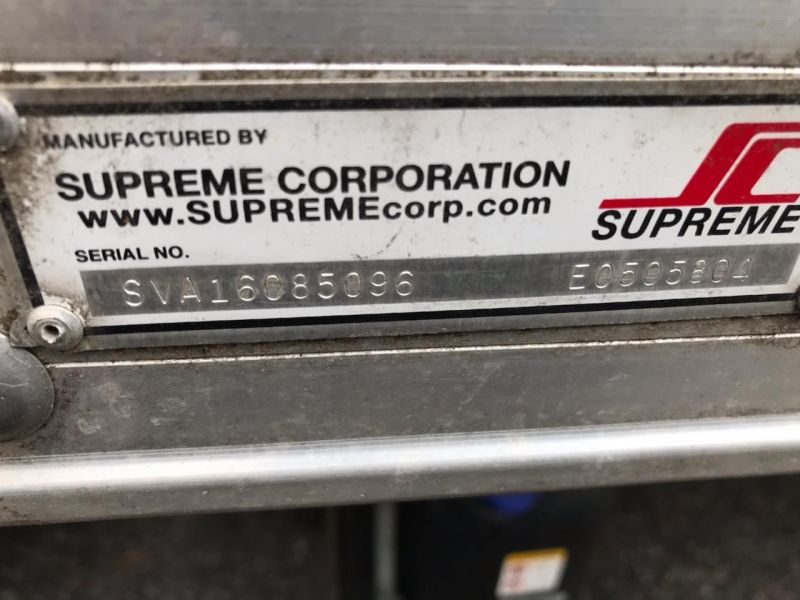 MANUFACTURED BY
SUPREME CORPORATION
www.SUPREMEcorp.com
SC
SUPREME
SERIAL NO.
SVA16085096 E0505804